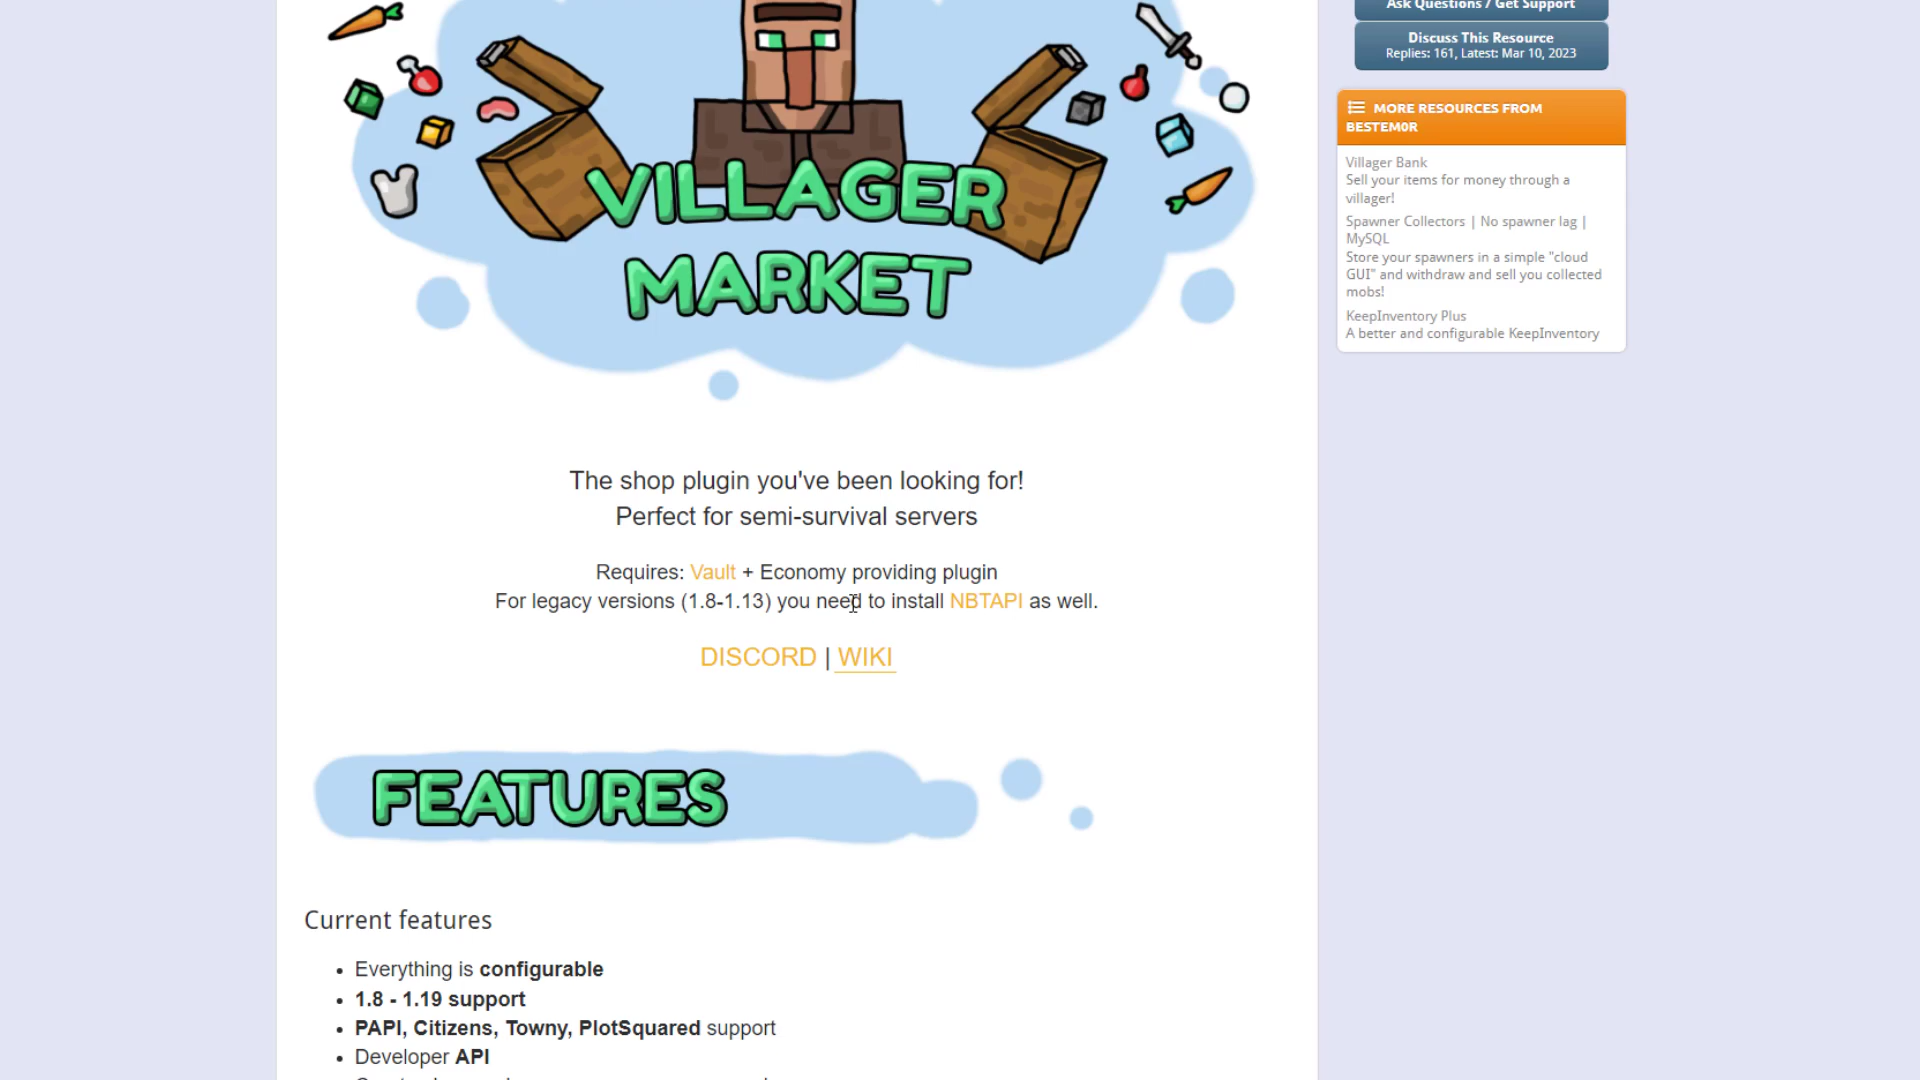 Ask Questions / Get Support
Discuss This Resource
Replies: 161, Latest: Mar 10, 2023
MORE RESOURCES FROM
BESTEM0R
Villager Bank
Sell your items for money through a
villager!
Spawner Collectors | No spawner lag |
MySQL
Store your spawners in a simple "cloud
GUI" and withdraw and sell you collected
mobs!
KeepInventory Plus
A better and configurable KeepInventory
VILLAGER
MARKET
The shop plugin you've been looking for!
Perfect for semi-survival servers
Requires: Vault + Economy providing plugin
For legacy versions (1.8-1.13) you need to install NBTAPI as well.
DISCORD | WIKI
FEATURES
Current features
• Everything is configurable
• 1.8 - 1.19 support
• PAPI, Citizens, Towny, PlotSquared support
• Developer API